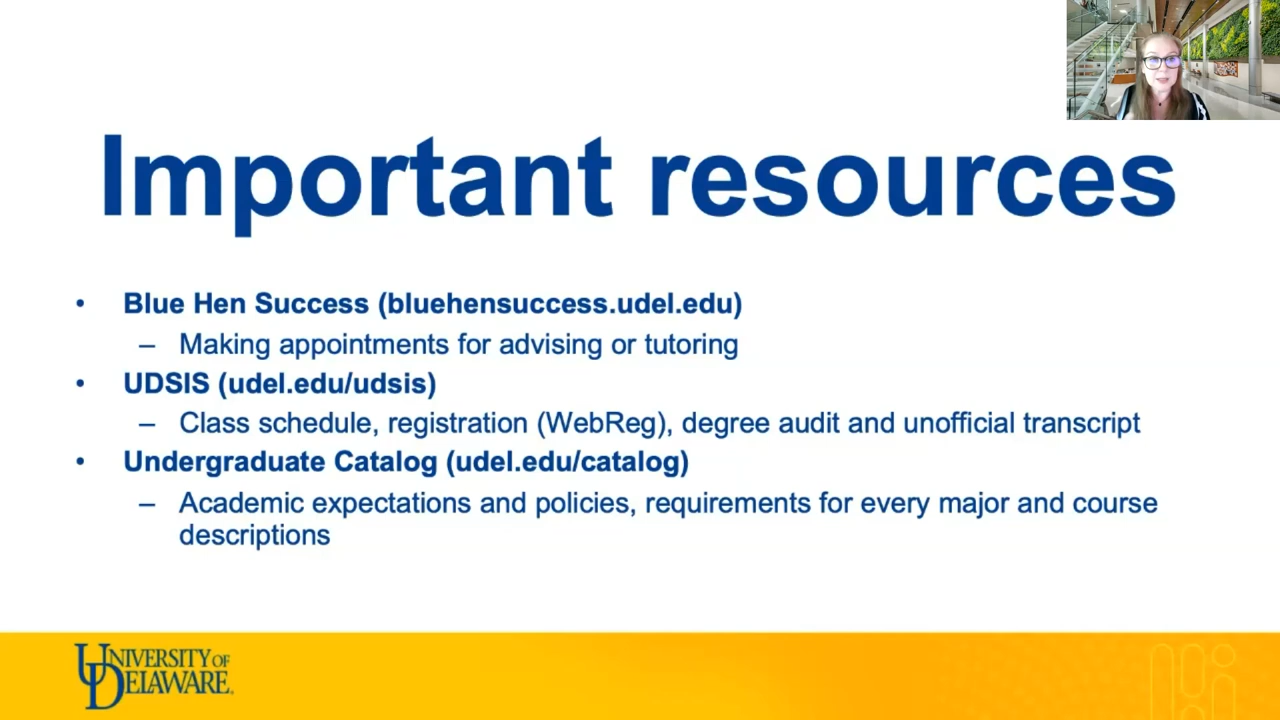 Important resources
• Blue Hen Success (bluehensuccess.udel.edu)
– Making appointments for advising or tutoring
• UDSIS (udel.edu/udsis)
– Class schedule, registration (WebReg), degree audit and unofficial transcript
• Undergraduate Catalog (udel.edu/catalog)
– Academic expectations and policies, requirements for every major and course
descriptions
UNIVERSITY OF
DELAWARE.